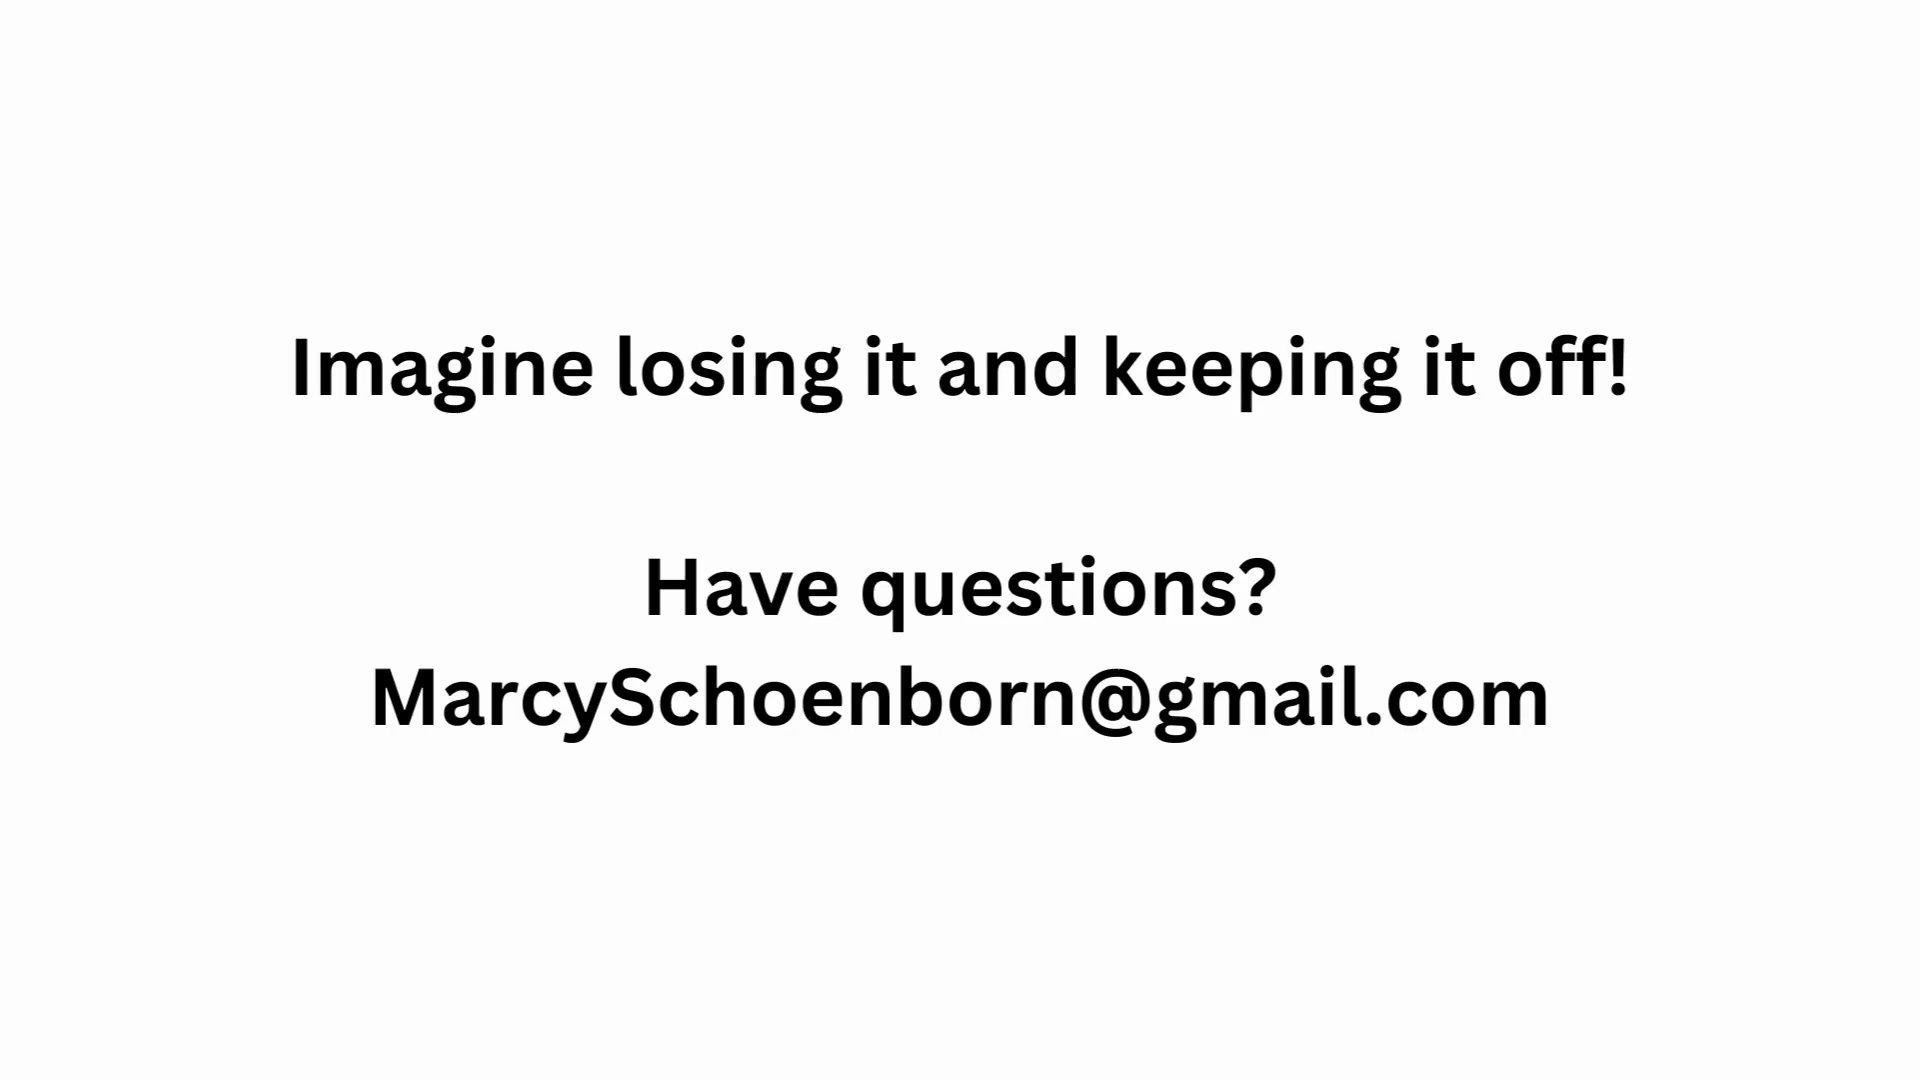 Imagine losing it and keeping it off!
Have questions?
MarcySchoenborn@gmail.com